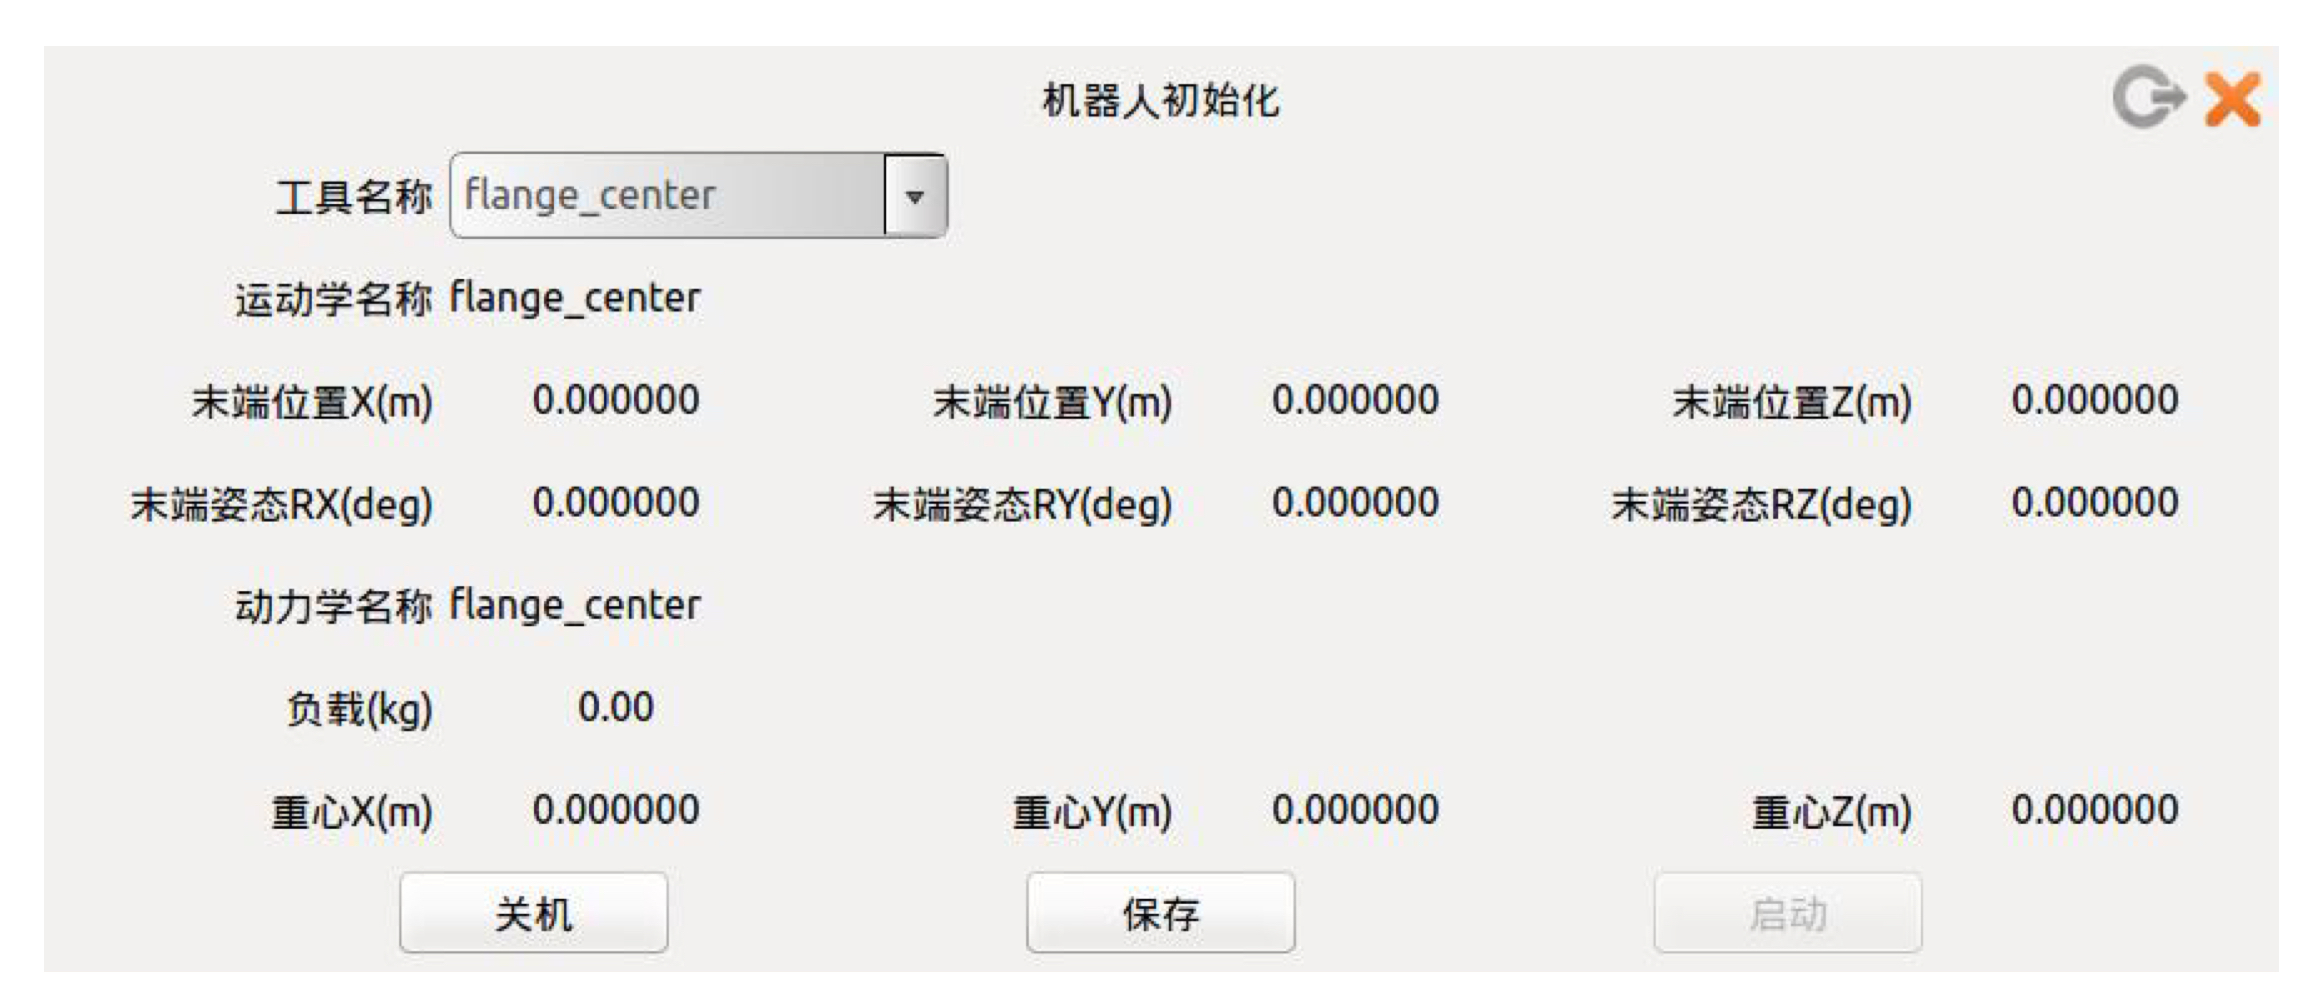 机器人初始化
工具名称 flange_center
运动学名称 flange_center
末端位置X(m) 0.000000 末端位置Y(m) 0.000000 末端位置Z(m) 0.000000
末端姿态RX(deg) 0.000000 末端姿态RY(deg) 0.000000 末端姿态RZ(deg) 0.000000
动力学名称 flange_center
负载(kg) 0.00
重心X(m) 0.000000 重心Y(m) 0.000000 重心Z(m) 0.000000
关机 保存 启动